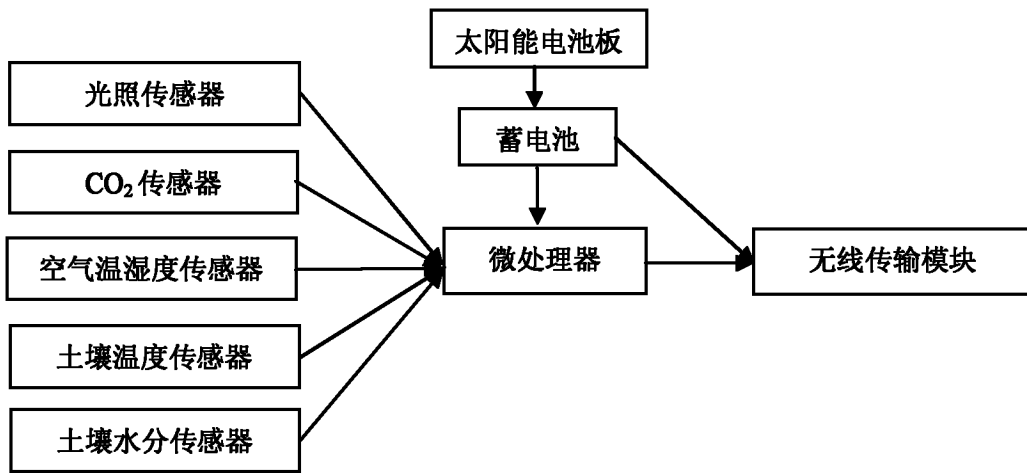 太阳能电池板
光照传感器
蓄电池
CO₂传感器
空气温湿度传感器
微处理器
无线传输模块
土壤温度传感器
土壤水分传感器